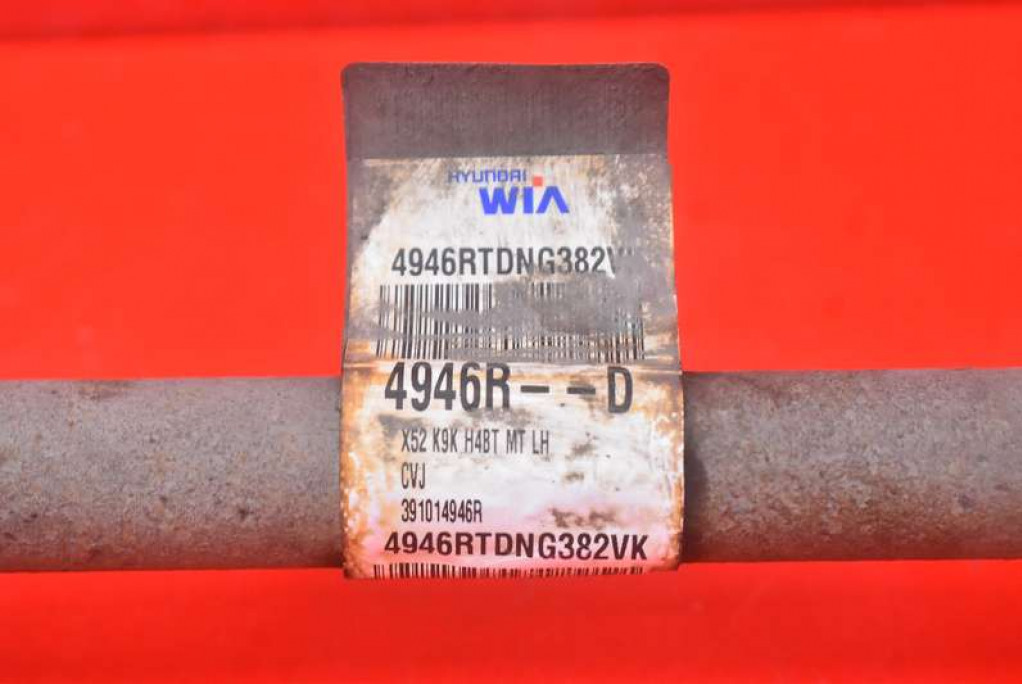 HYUNDAI
WIA
4946RTDNG382V
4946R - - D
X52 K9K H4BT MT LH
CVJ
391014946R
4946RTDNG382VK